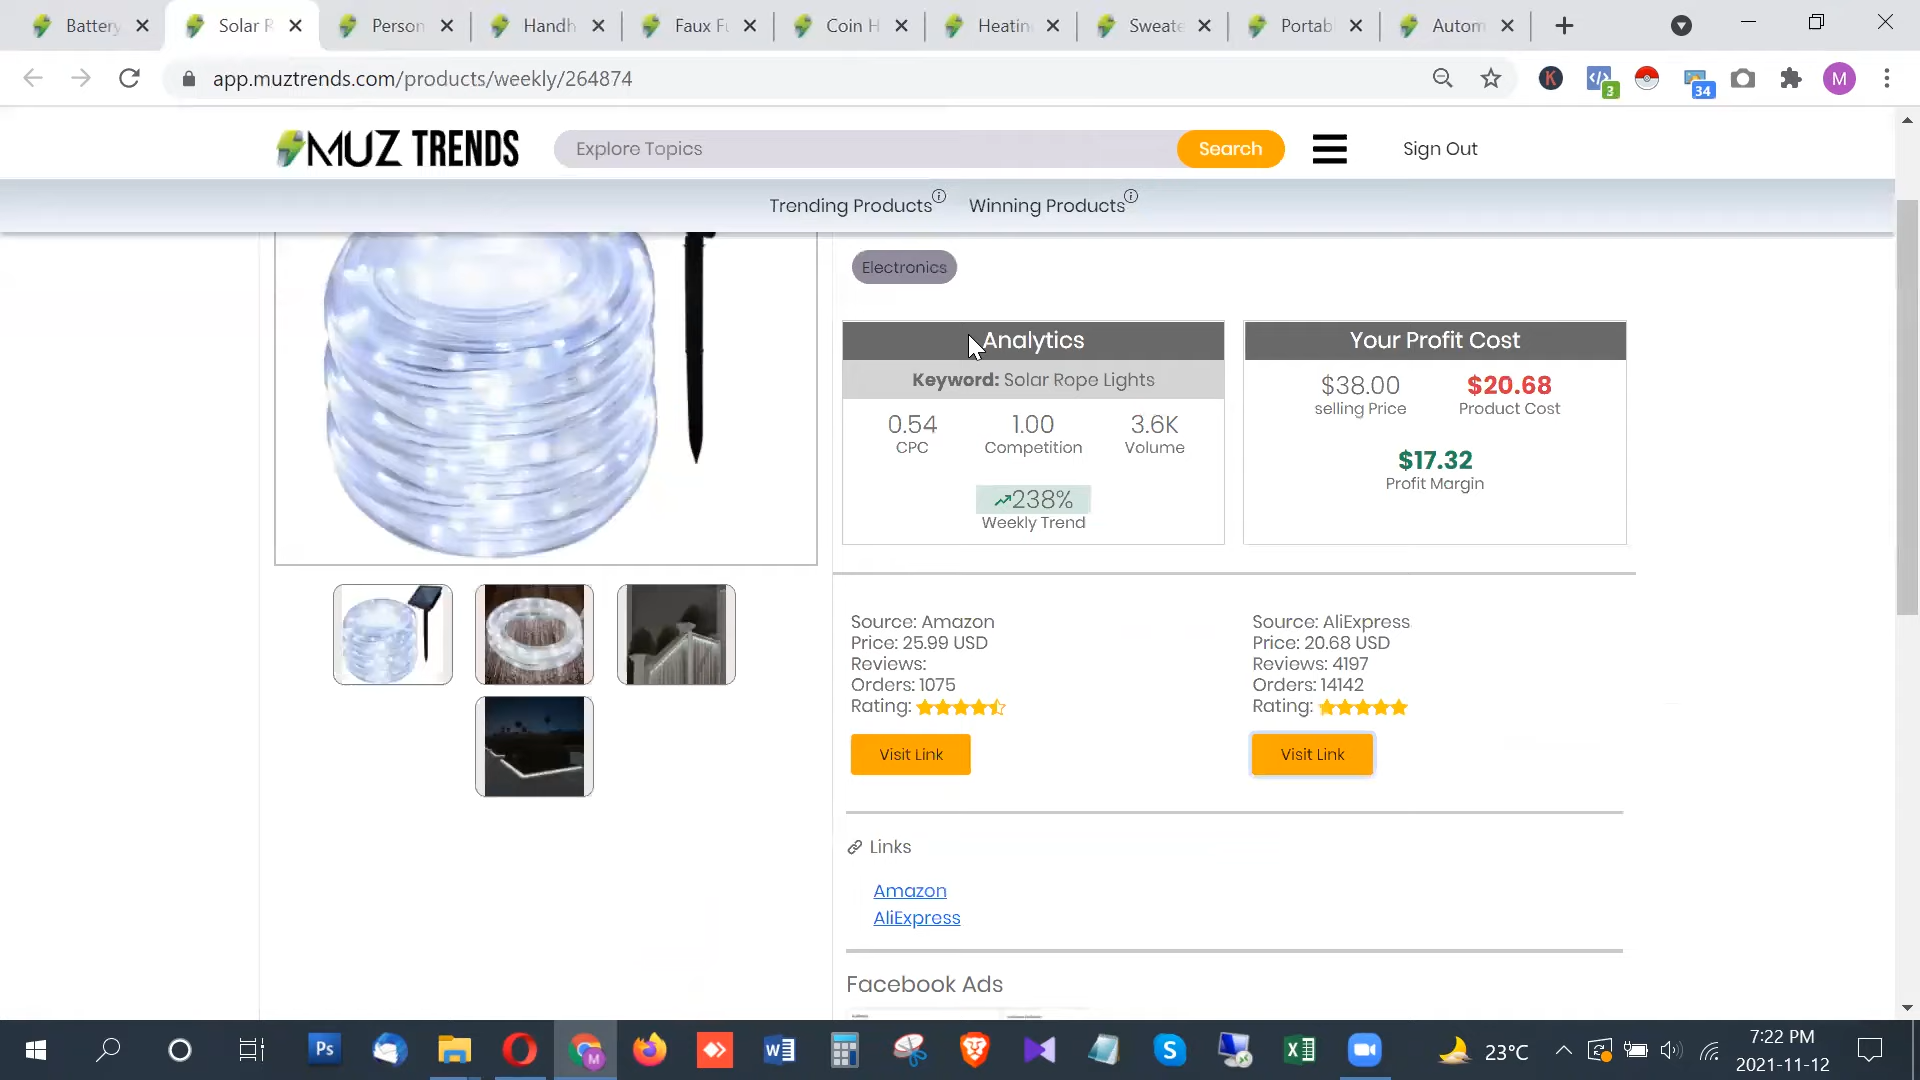 Battery
Solar R
Person
Handh
Faux Fu
Coin H
Heatin
Sweate
Portab
Autom
app.muztrends.com/products/weekly/264874
K
3
34
M
MUZ TRENDS
Explore Topics
Search
Sign Out
Trending Products
Winning Products
Electronics
Analytics
Your Profit Cost
Keyword: Solar Rope Lights
$38.00
$20.68
selling Price
Product Cost
0.54
1.00
3.6K
CPC
Competition
Volume
$17.32
Profit Margin
238%
Weekly Trend
Source: Amazon
Price: 25.99 USD
Reviews:
Orders: 1075
Rating:
Visit Link
Source: AliExpress
Price: 20.68 USD
Reviews: 4197
Orders: 14142
Rating:
Visit Link
Links
Amazon
AliExpress
Facebook Ads
Ps
M
23°C
7:22 PM
2021-11-12